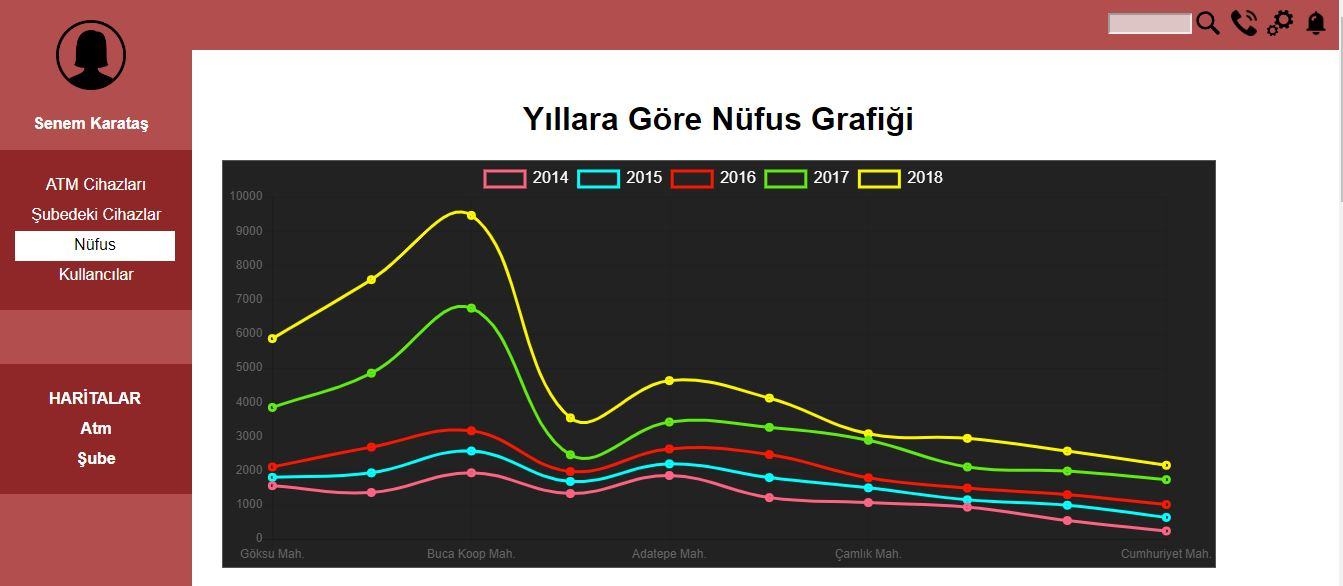 Senem Karataş
ATM Cihazları
Şubedeki Cihazlar
Nüfus
Kullanıcılar
HARİTALAR
Atm
Şube
Yıllara Göre Nüfus Grafiği
2014 2015 2016 2017 2018
10000
9000
8000
7000
6000
5000
4000
3000
2000
1000
0
Göksu Mah. Buca Koop Mah. Adatepe Mah. Çamlık Mah. Cumhuriyet Mah.